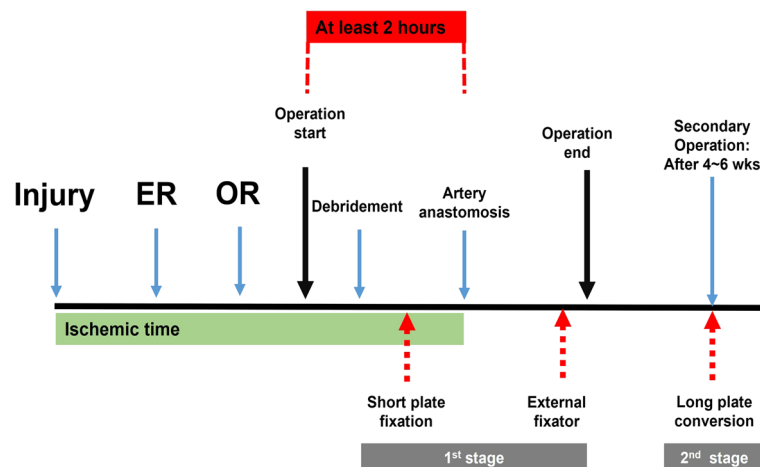 At least 2 hours
Operation
start
Operation
end
Secondary
Operation:
After 4~6 wks
Injury
ER
OR
Debridement
Artery
anastomosis
Ischemic time
Short plate
fixation
External
fixator
Long plate
conversion
1st stage
2nd stage